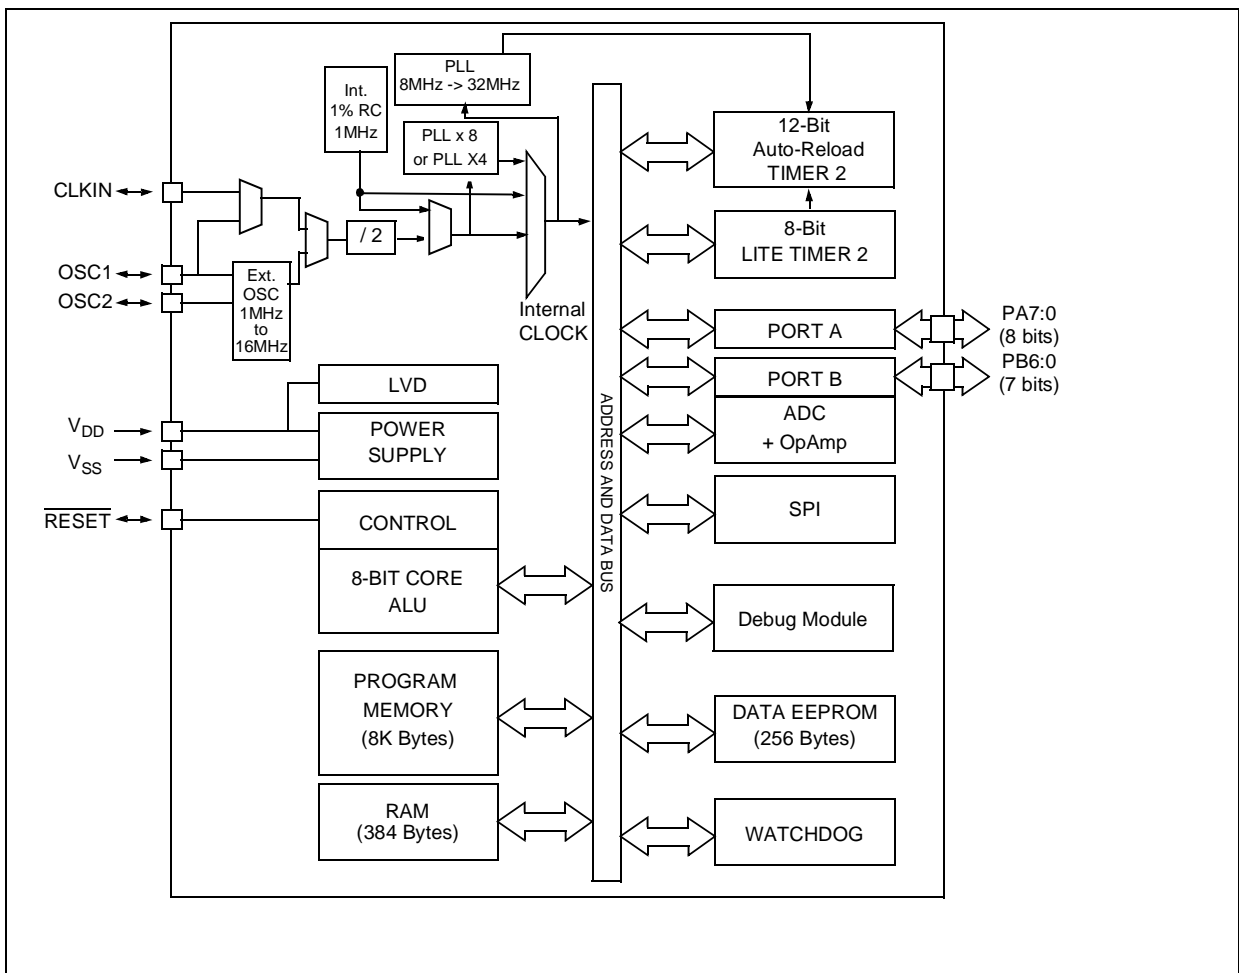 PLL
8MHz -> 32MHz
Int.
1% RC
1MHz
PLL x 8
or PLL X4
12-Bit
Auto-Reload
TIMER 2
CLKIN
/ 2
8-Bit
LITE TIMER 2
OSC1
OSC2
Ext.
OSC
1MHz
to
16MHz
Internal
CLOCK
PORT A
PA7:0
(8 bits)
PORT B
PB6:0
(7 bits)
LVD
ADC
+ OpAmp
VDD
VSS
POWER
SUPPLY
ADDRESS AND DATA BUS
RESET
CONTROL
SPI
8-BIT CORE
ALU
Debug Module
PROGRAM
MEMORY
(8K Bytes)
DATA EEPROM
(256 Bytes)
RAM
(384 Bytes)
WATCHDOG